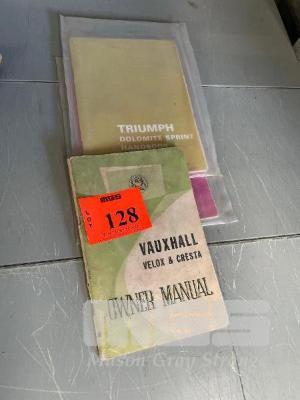 TRIUMPH
DOLOMITE SPRINT
HANDBOOK
LOT
128
VAUXHALL
VELOX & CRESTA
OWNER MANUAL
Mason Gray Strange